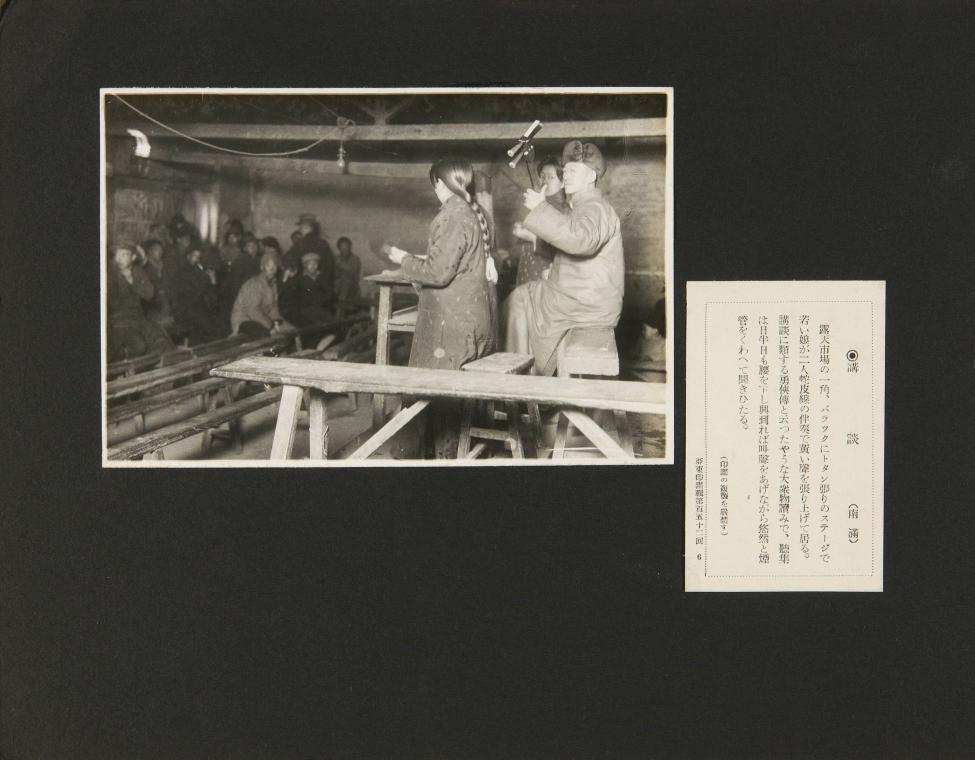 ◉講談 (南滿)
露天市場の一角、バラックにトタン張りのステージで
若い娘が二人蛇皮線の伴奏で黄い聲を張り上げて居る。
講談に類する勇俠傳と云つたやうな大衆物讀みで、聽集
は日半日も腰を下し興到れば叫聲をあげながら悠然と煙
管をくわへて聞きひたる。
(印畫の複製を嚴禁す)
亞東印畫輯第百五十二回 6